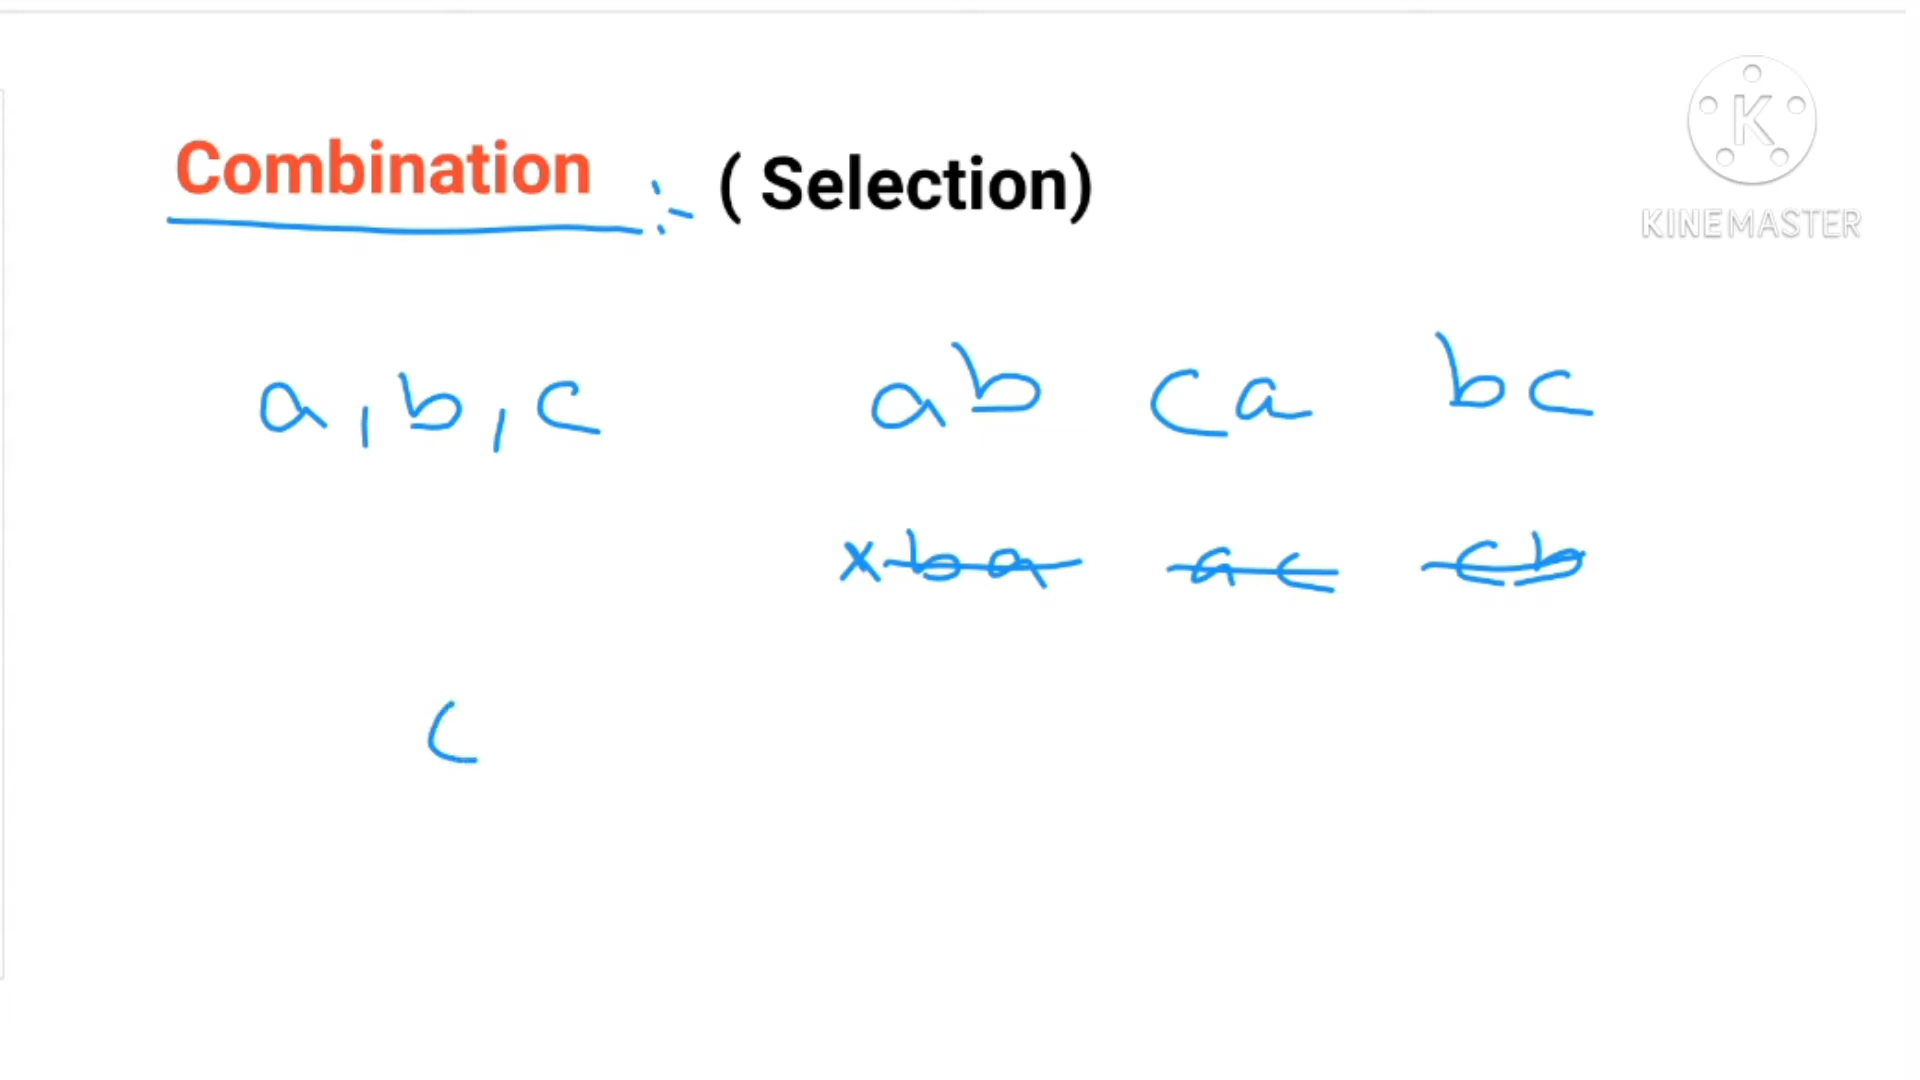 Combination :- ( Selection)
K
KINEMASTER
a, b, c ab ca bc
x ba ac cb
C